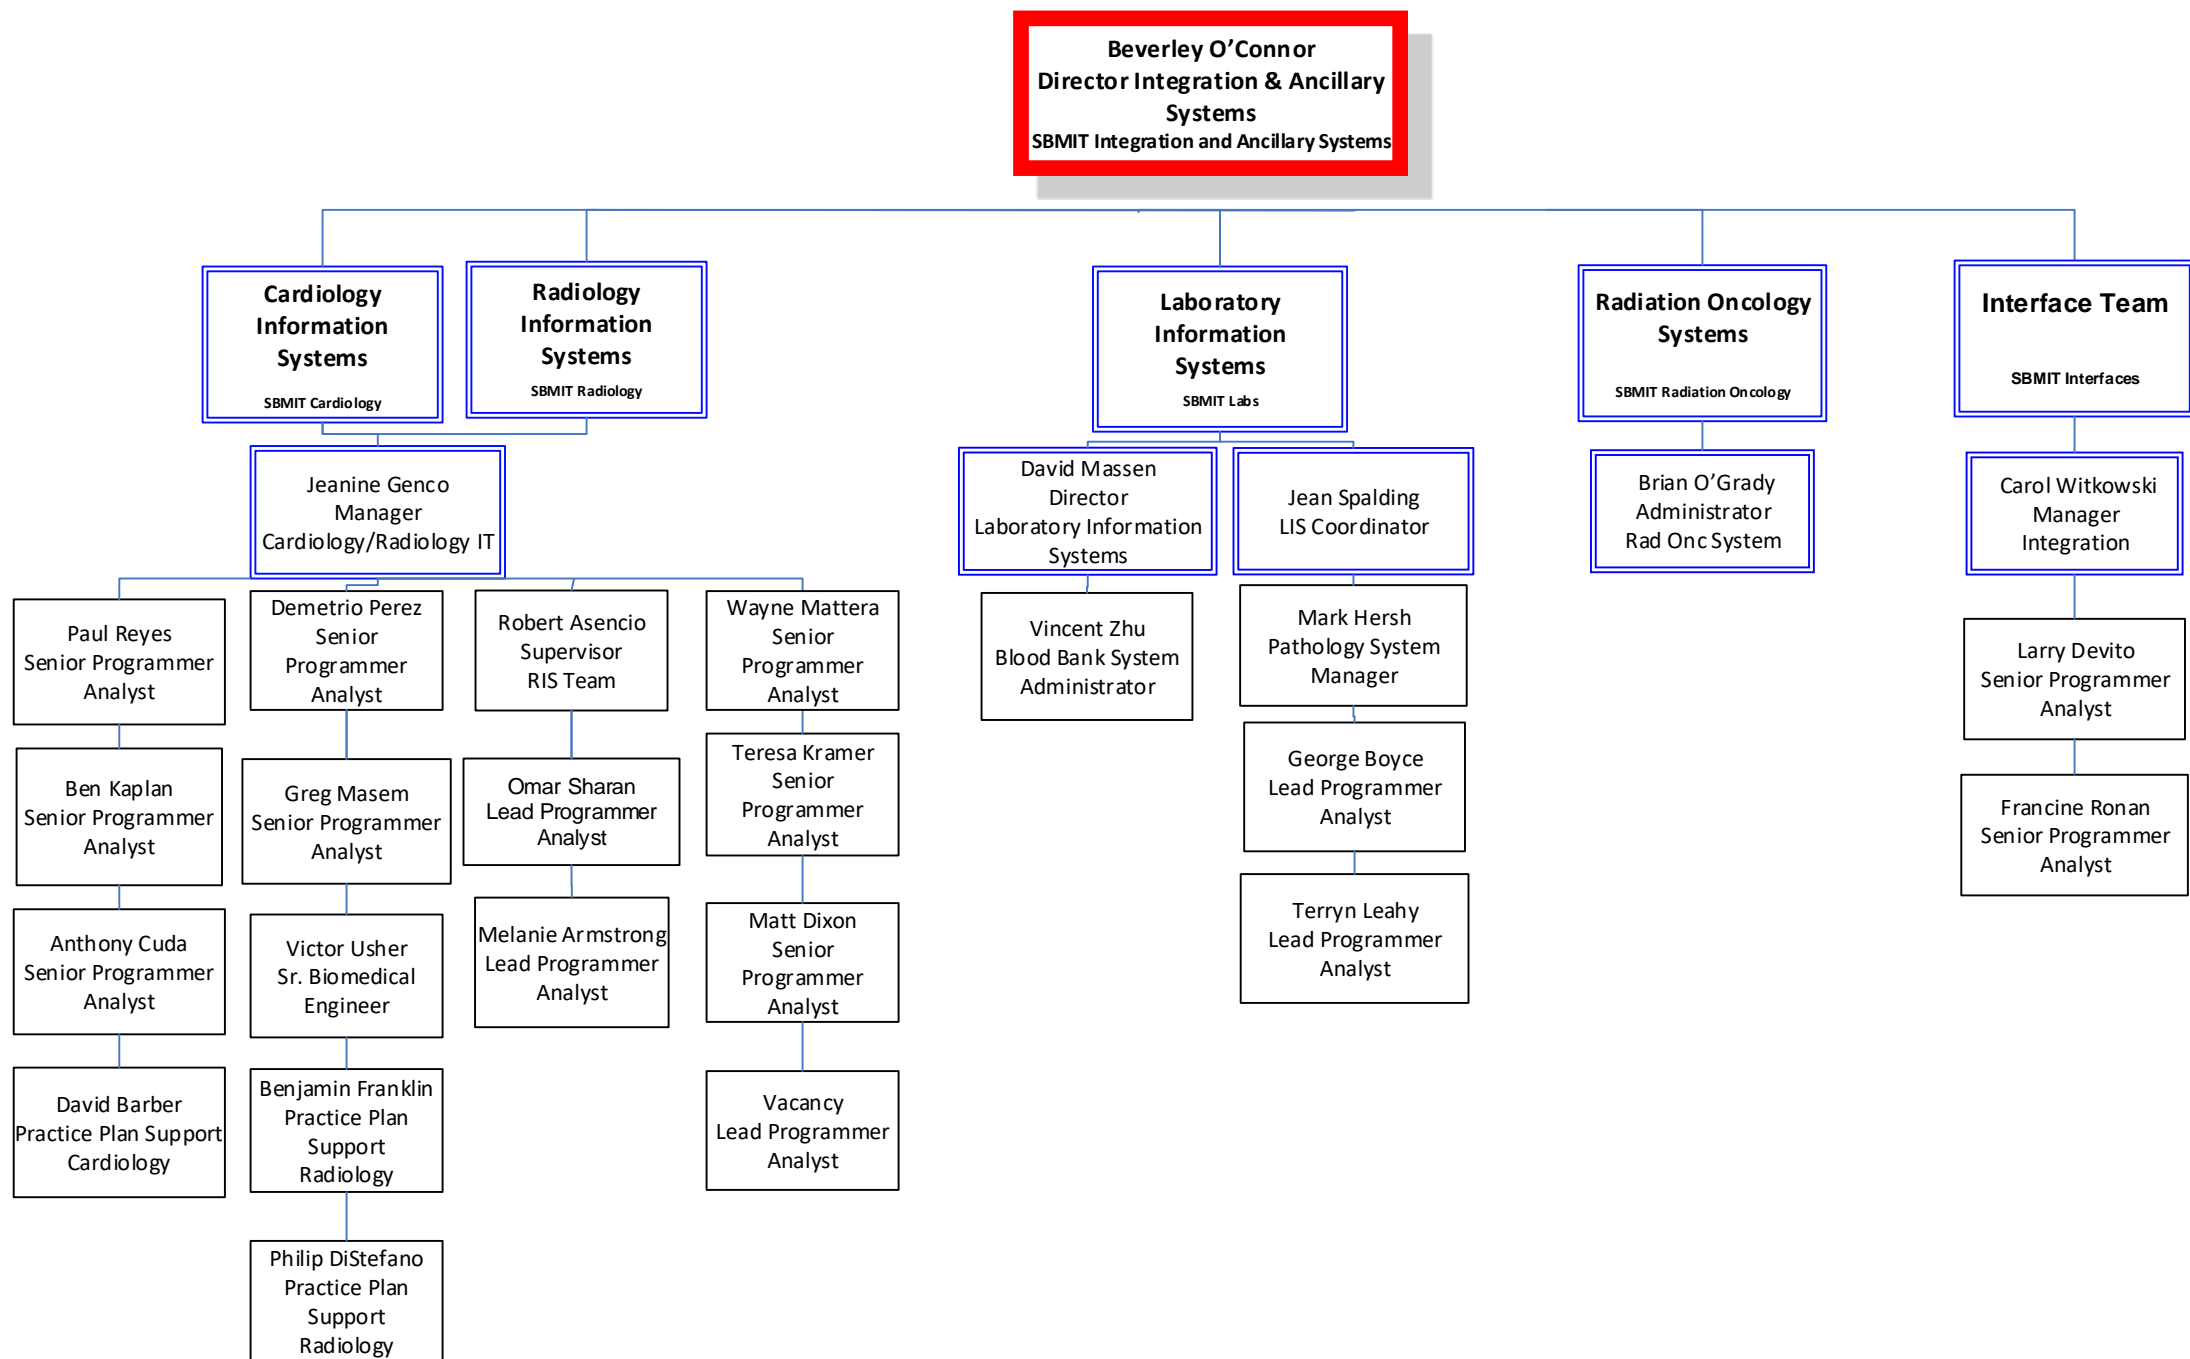 Beverley O’Connor
Director Integration & Ancillary
Systems
SBMIT Integration and Ancillary Systems
Cardiology
Information
Systems
SBMIT Cardiology
Radiology
Information
Systems
SBMIT Radiology
Laboratory
Information
Systems
SBMIT Labs
Radiation Oncology
Systems
SBMIT Radiation Oncology
Interface Team
SBMIT Interfaces
Jeanine Genco
Manager
Cardiology/Radiology IT
David Massen
Director
Laboratory Information
Systems
Jean Spalding
LIS Coordinator
Brian O’Grady
Administrator
Rad Onc System
Carol Witkowski
Manager
Integration
Paul Reyes
Senior Programmer
Analyst
Demetrio Perez
Senior
Programmer
Analyst
Robert Asencio
Supervisor
RIS Team
Wayne Mattera
Senior
Programmer
Analyst
Vincent Zhu
Blood Bank System
Administrator
Mark Hersh
Pathology System
Manager
Larry Devito
Senior Programmer
Analyst
Ben Kaplan
Senior Programmer
Analyst
Greg Masem
Senior Programmer
Analyst
Omar Sharan
Lead Programmer
Analyst
Teresa Kramer
Senior
Programmer
Analyst
George Boyce
Lead Programmer
Analyst
Francine Ronan
Senior Programmer
Analyst
Anthony Cuda
Senior Programmer
Analyst
Victor Usher
Sr. Biomedical
Engineer
Melanie Armstrong
Lead Programmer
Analyst
Matt Dixon
Senior
Programmer
Analyst
Terryn Leahy
Lead Programmer
Analyst
David Barber
Practice Plan Support
Cardiology
Benjamin Franklin
Practice Plan
Support
Radiology
Vacancy
Lead Programmer
Analyst
Philip DiStefano
Practice Plan
Support
Radiology